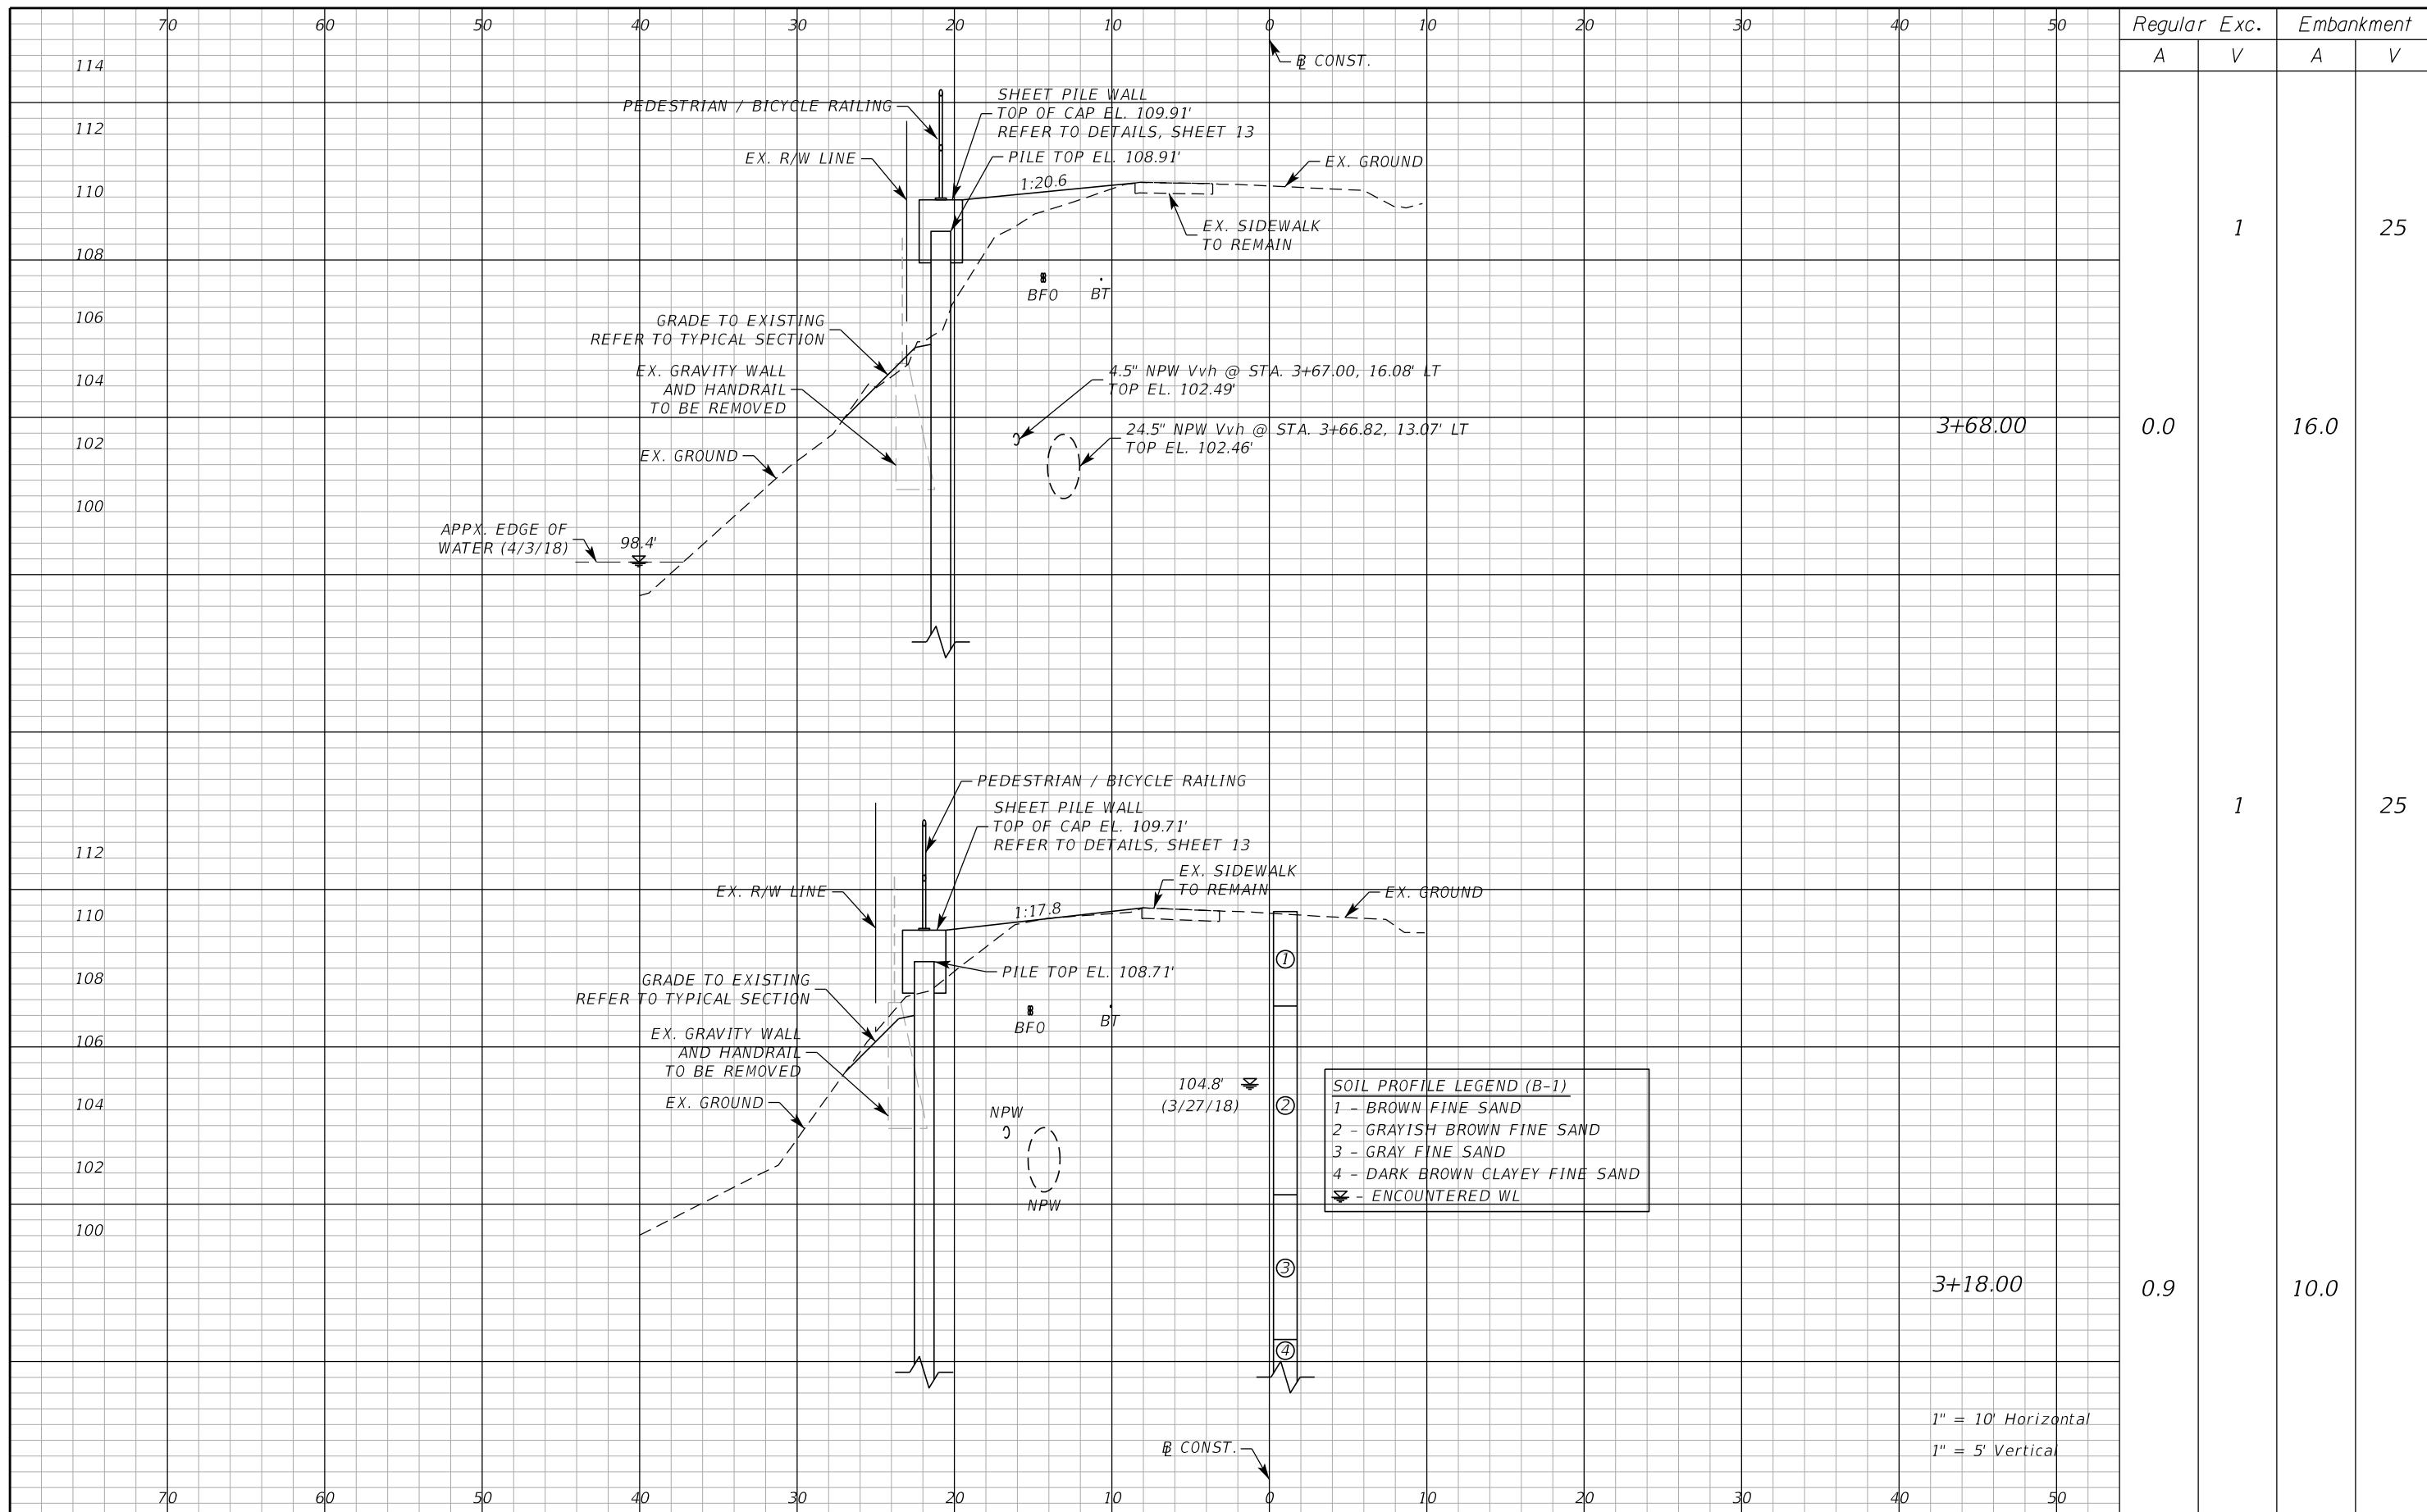 70 60 50 40 30 20 10 0 10 20 30 40 50
Regular Exc. Embankment
A V A V
℄ CONST.
114
112
110
108
106
104
102
100
PEDESTRIAN / BICYCLE RAILING
SHEET PILE WALL
TOP OF CAP EL. 109.91'
REFER TO DETAILS, SHEET 13
EX. R/W LINE
PILE TOP EL. 108.91'
1:20.6
EX. GROUND
EX. SIDEWALK
TO REMAIN
1 25
BFO BT
GRADE TO EXISTING
REFER TO TYPICAL SECTION
EX. GRAVITY WALL
AND HANDRAIL
TO BE REMOVED
4.5" NPW Vvh @ STA. 3+67.00, 16.08' LT
TOP EL. 102.49'
24.5" NPW Vvh @ STA. 3+66.82, 13.07' LT
TOP EL. 102.46'
3+68.00 0.0 16.0
EX. GROUND
APPX. EDGE OF
WATER (4/3/18)
98.4'
PEDESTRIAN / BICYCLE RAILING
SHEET PILE WALL
TOP OF CAP EL. 109.71'
REFER TO DETAILS, SHEET 13
1 25
112
110
108
106
104
102
100
EX. SIDEWALK
TO REMAIN
EX. R/W LINE
1:17.8
EX. GROUND
PILE TOP EL. 108.71'
GRADE TO EXISTING
REFER TO TYPICAL SECTION
BFO BT
EX. GRAVITY WALL
AND HANDRAIL
TO BE REMOVED
EX. GROUND
NPW
NPW
104.8'
(3/27/18)
1
2
3
4
SOIL PROFILE LEGEND (B-1)
1 - BROWN FINE SAND
2 - GRAYISH BROWN FINE SAND
3 - GRAY FINE SAND
4 - DARK BROWN CLAYEY FINE SAND
- ENCOUNTERED WL
3+18.00 0.9 10.0
1" = 10' Horizontal
1" = 5' Vertical
℄ CONST.
70 60 50 40 30 20 10 0 10 20 30 40 50